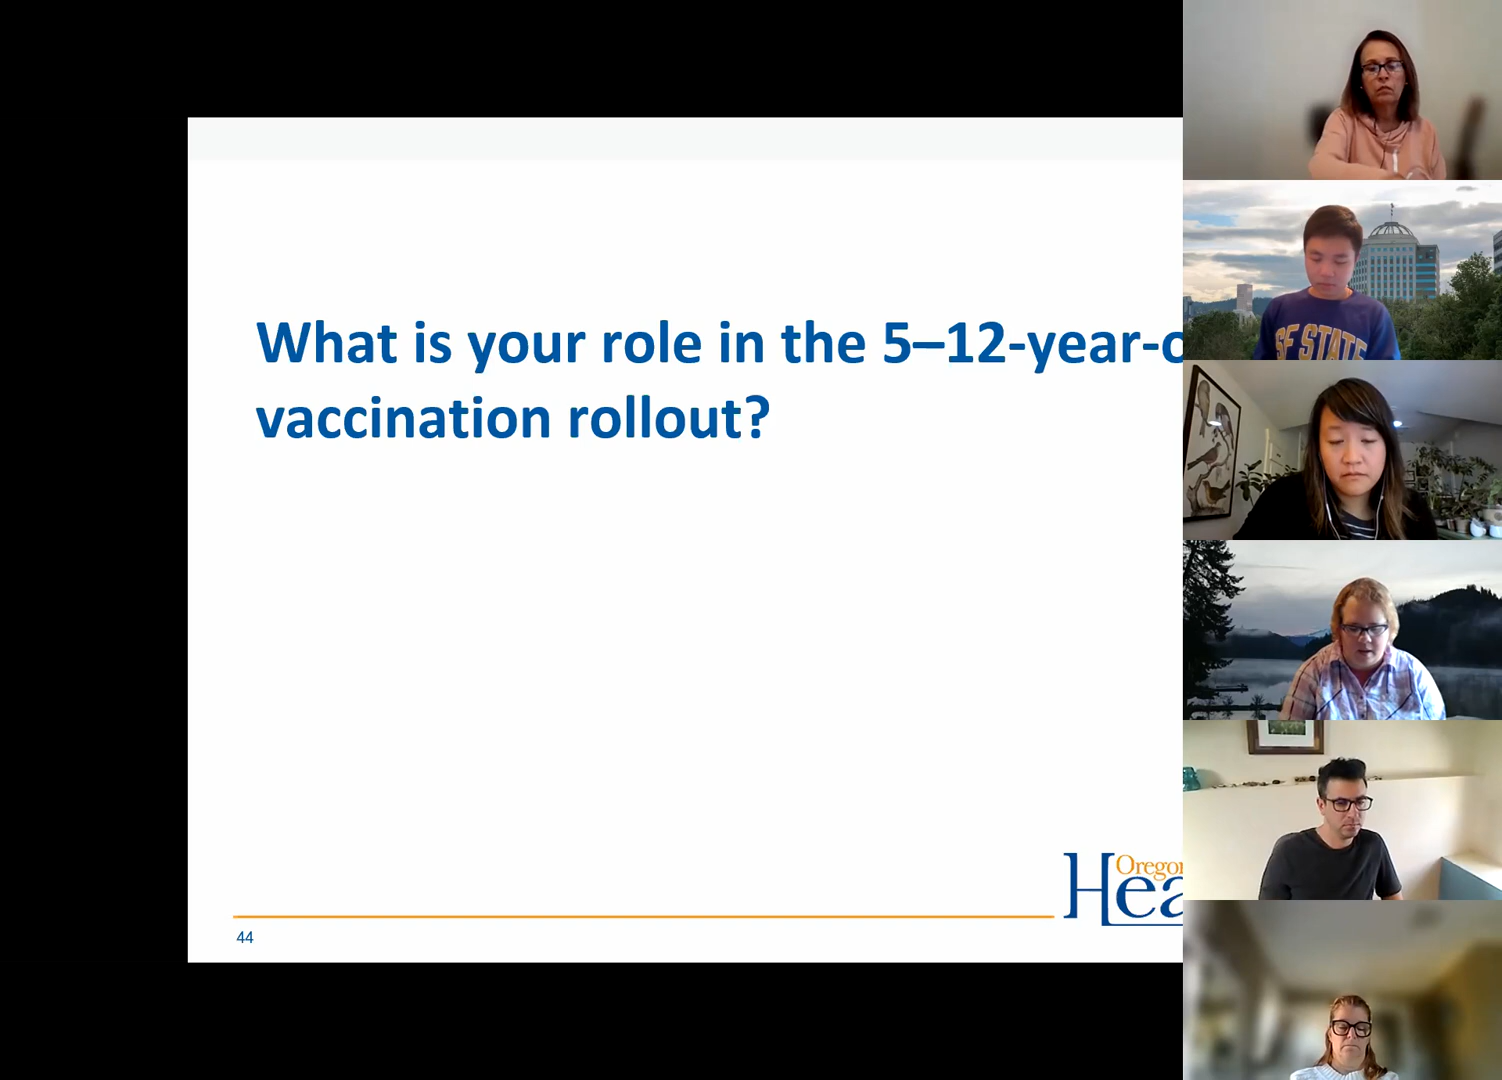 What is your role in the 5–12-year-o
vaccination rollout?
SF STATE
Oregon
Hea
44